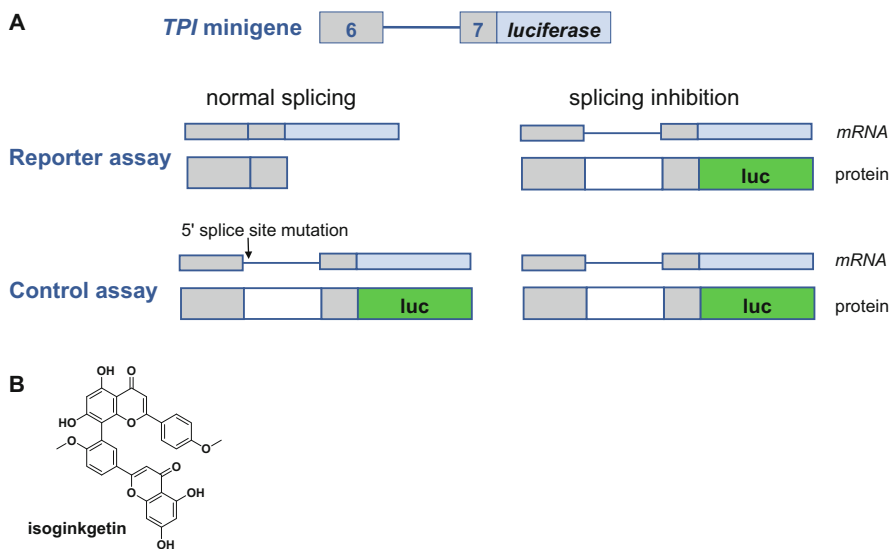 A
TPI minigene
6
7
luciferase
normal splicing
splicing inhibition
Reporter assay
mRNA
luc
protein
5' splice site mutation
Control assay
mRNA
luc
luc
protein
B
OH
O
HO
O
O
O
O
O
OH
OH
isoginkgetin